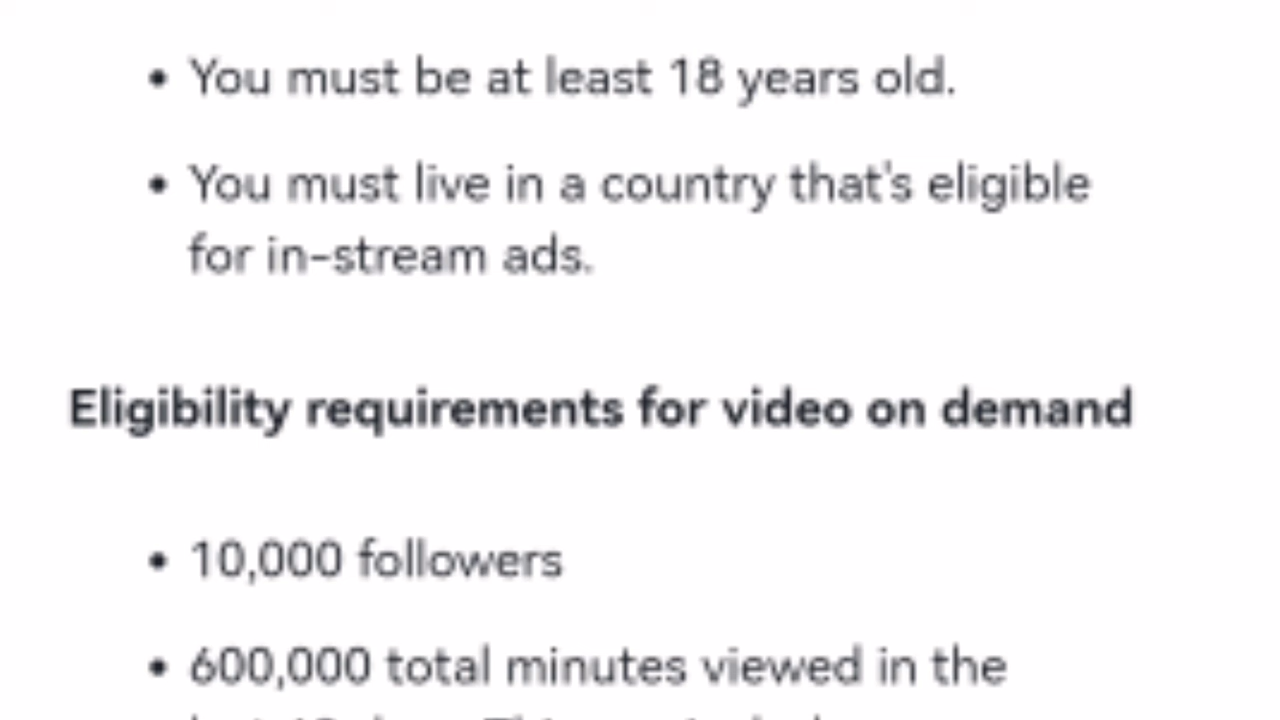 • You must be at least 18 years old.
• You must live in a country that's eligible
for in-stream ads.
Eligibility requirements for video on demand
• 10,000 followers
• 600,000 total minutes viewed in the